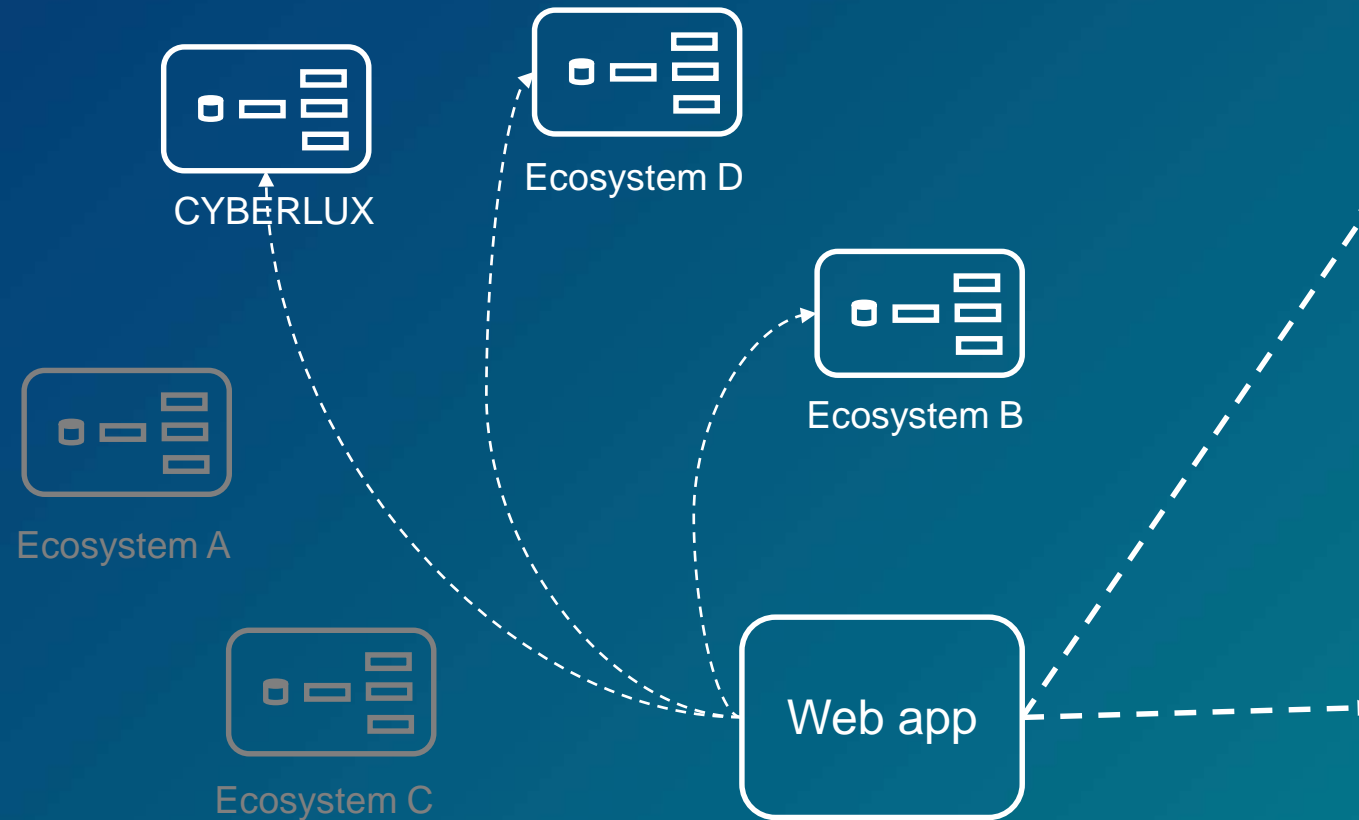 Ecosystem D
CYBERLUX
Ecosystem B
Ecosystem A
Web app
Ecosystem C